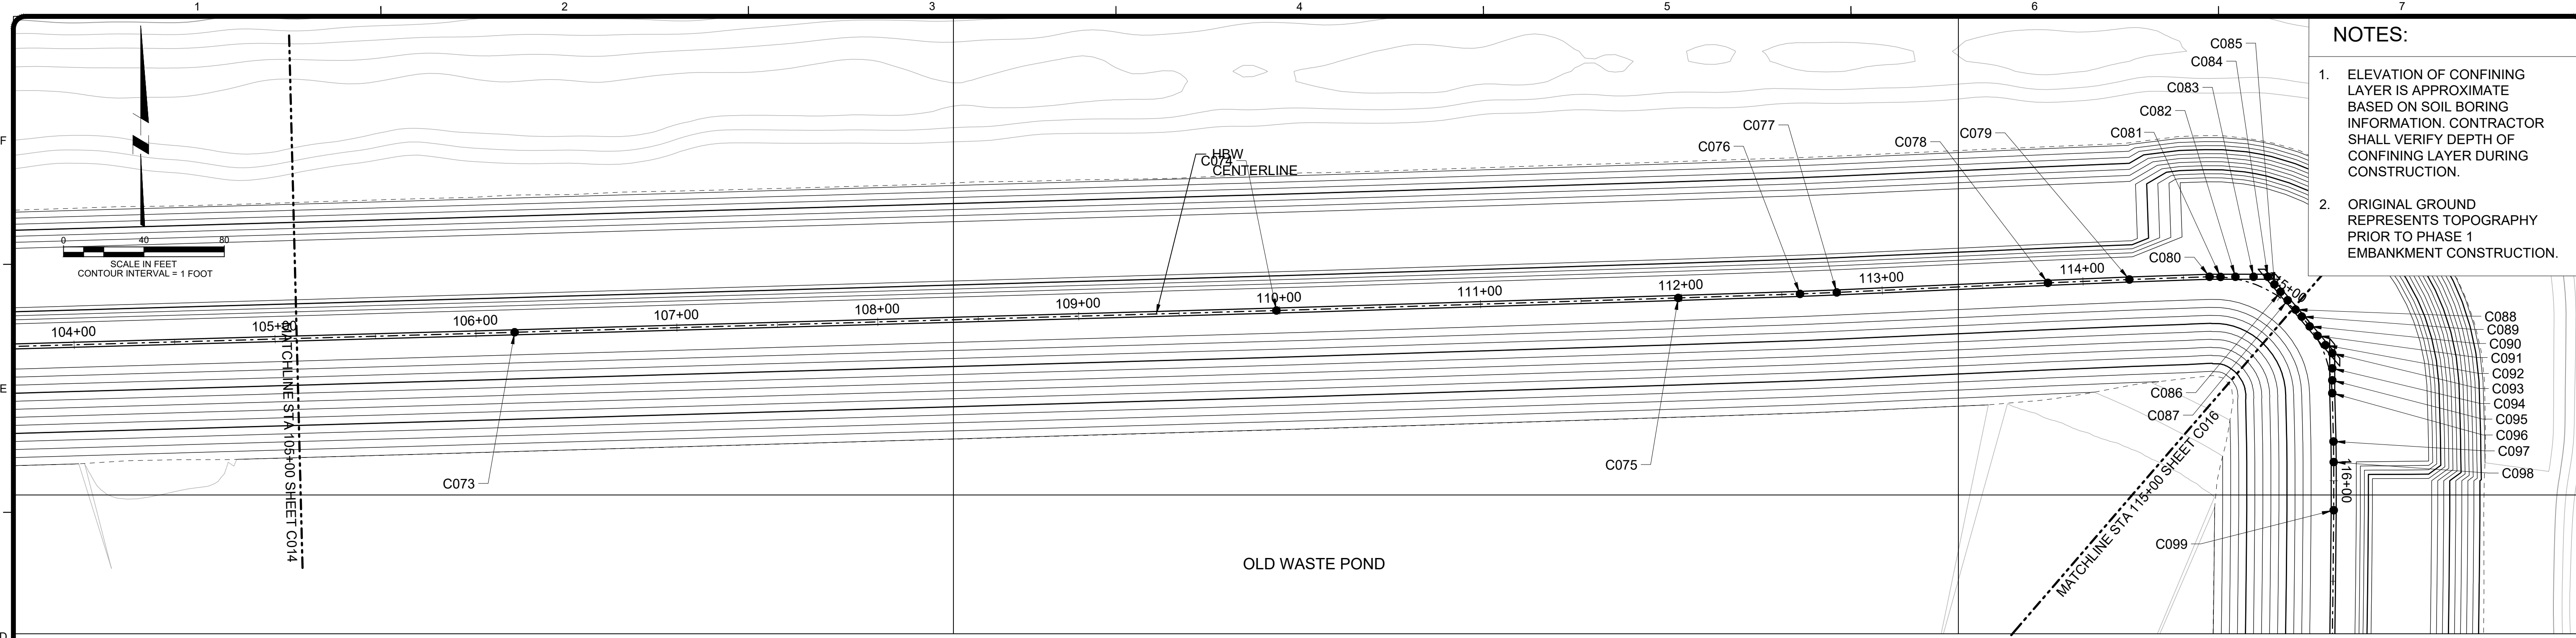 1
2
3
4
5
6
7
F
E
D
NOTES:
1. ELEVATION OF CONFINING
LAYER IS APPROXIMATE
BASED ON SOIL BORING
INFORMATION. CONTRACTOR
SHALL VERIFY DEPTH OF
CONFINING LAYER DURING
CONSTRUCTION.
2. ORIGINAL GROUND
REPRESENTS TOPOGRAPHY
PRIOR TO PHASE 1
EMBANKMENT CONSTRUCTION.
C085
C084
C083
C082
C081
C079
C078
C077
C076
HBW
C074
CENTERLINE
0 40 80
SCALE IN FEET
CONTOUR INTERVAL = 1 FOOT
C080
104+00
105+00
106+00
107+00
108+00
109+00
110+00
111+00
112+00
113+00
114+00
115+00
116+00
MATCHLINE STA 105+00 SHEET C014
MATCHLINE STA 115+00 SHEET C016
C088
C089
C090
C091
C092
C093
C094
C095
C096
C097
C098
C086
C087
C075
C073
C099
OLD WASTE POND